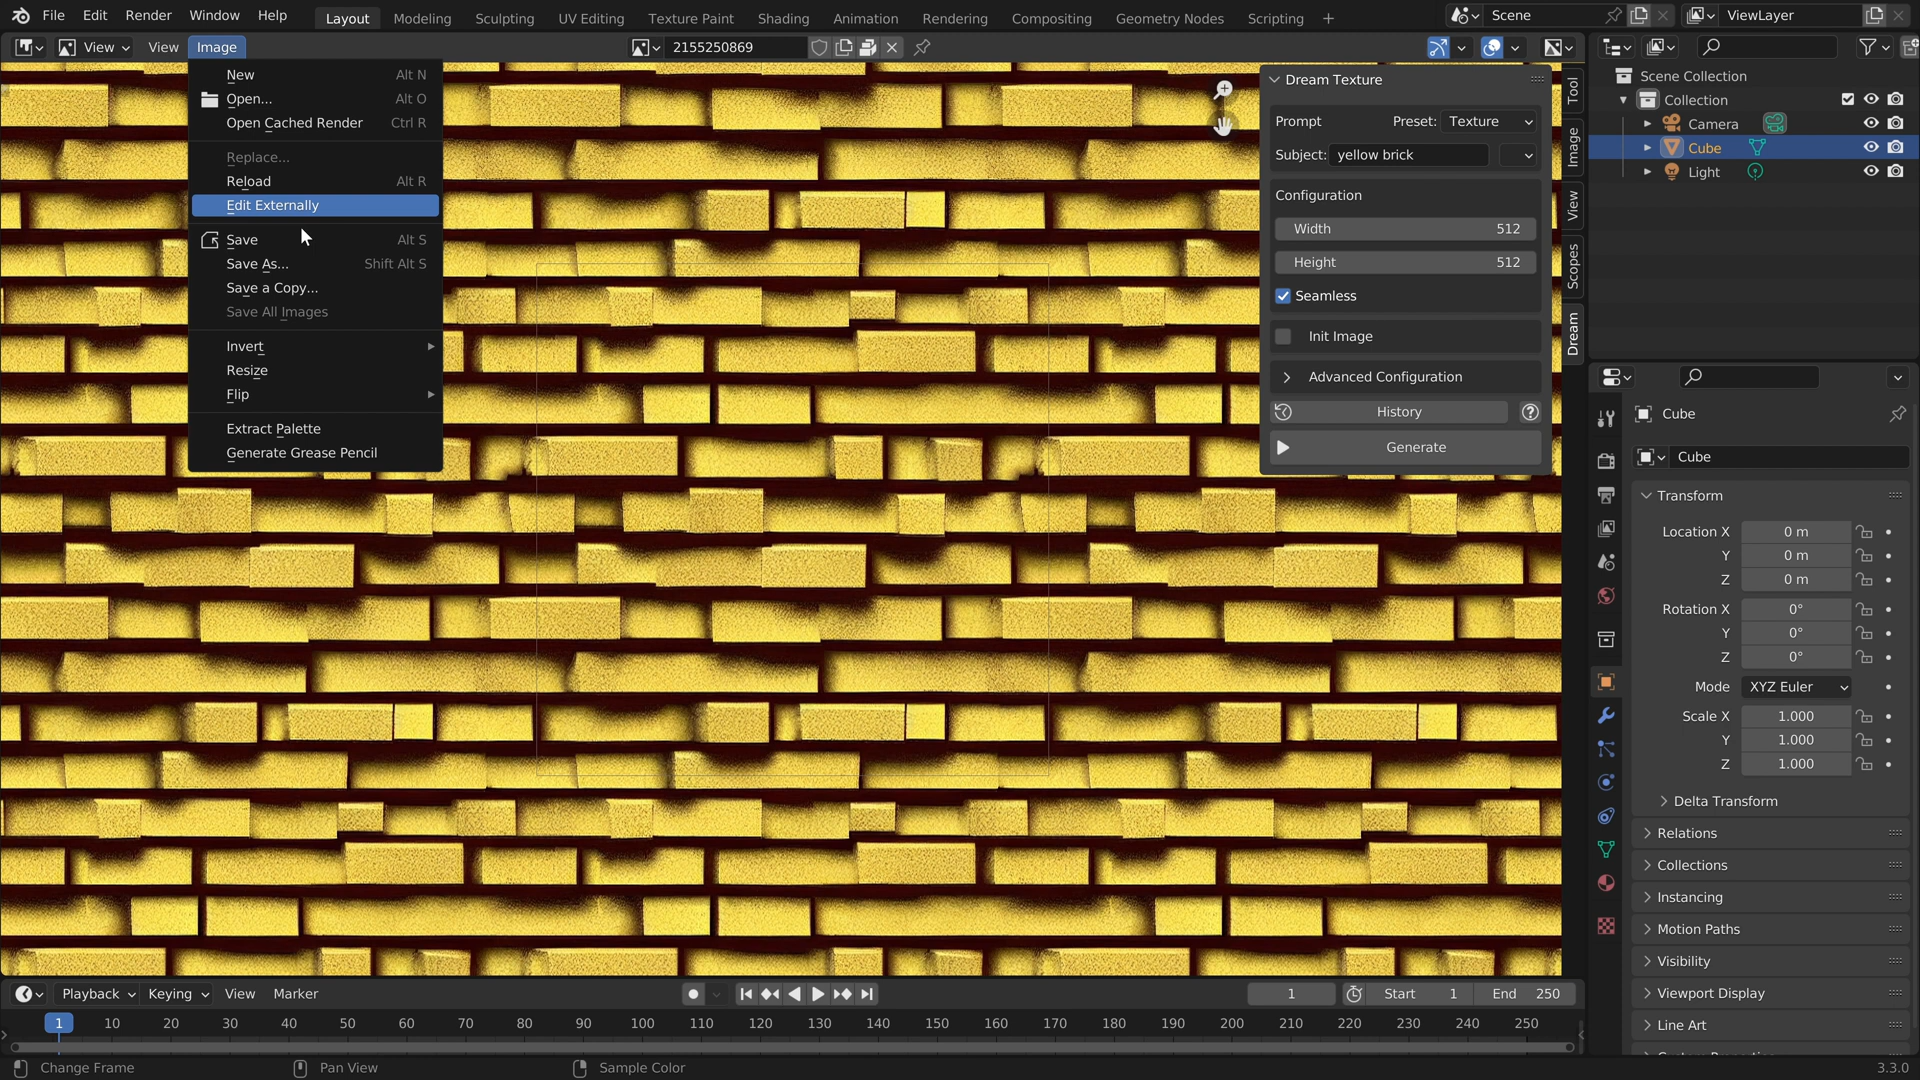 File Edit Render Window Help Layout Modeling Sculpting UV Editing Texture Paint Shading Animation Rendering Compositing Geometry Nodes Scripting + Scene ViewLayer
View View Image 2155250869
New Alt N
Open... Alt O
Open Cached Render Ctrl R
Replace...
Reload Alt R
Edit Externally
Save Alt S
Save As... Shift Alt S
Save a Copy...
Save All Images
Invert
Resize
Flip
Extract Palette
Generate Grease Pencil
Dream Texture
Prompt Preset: Texture
Subject: yellow brick
Configuration
Width 512
Height 512
Seamless
Init Image
Advanced Configuration
History
Generate
Tool
Image
View
Scopes
Dream
Scene Collection
Collection
Camera
Cube
Light
Cube
Cube
Transform
Location X 0 m
Y 0 m
Z 0 m
Rotation X 0°
Y 0°
Z 0°
Mode XYZ Euler
Scale X 1.000
Y 1.000
Z 1.000
Delta Transform
Relations
Collections
Instancing
Motion Paths
Visibility
Viewport Display
Line Art
Playback Keying View Marker 1 Start 1 End 250
1 10 20 30 40 50 60 70 80 90 100 110 120 130 140 150 160 170 180 190 200 210 220 230 240 250
Change Frame Pan View Sample Color 3.3.0